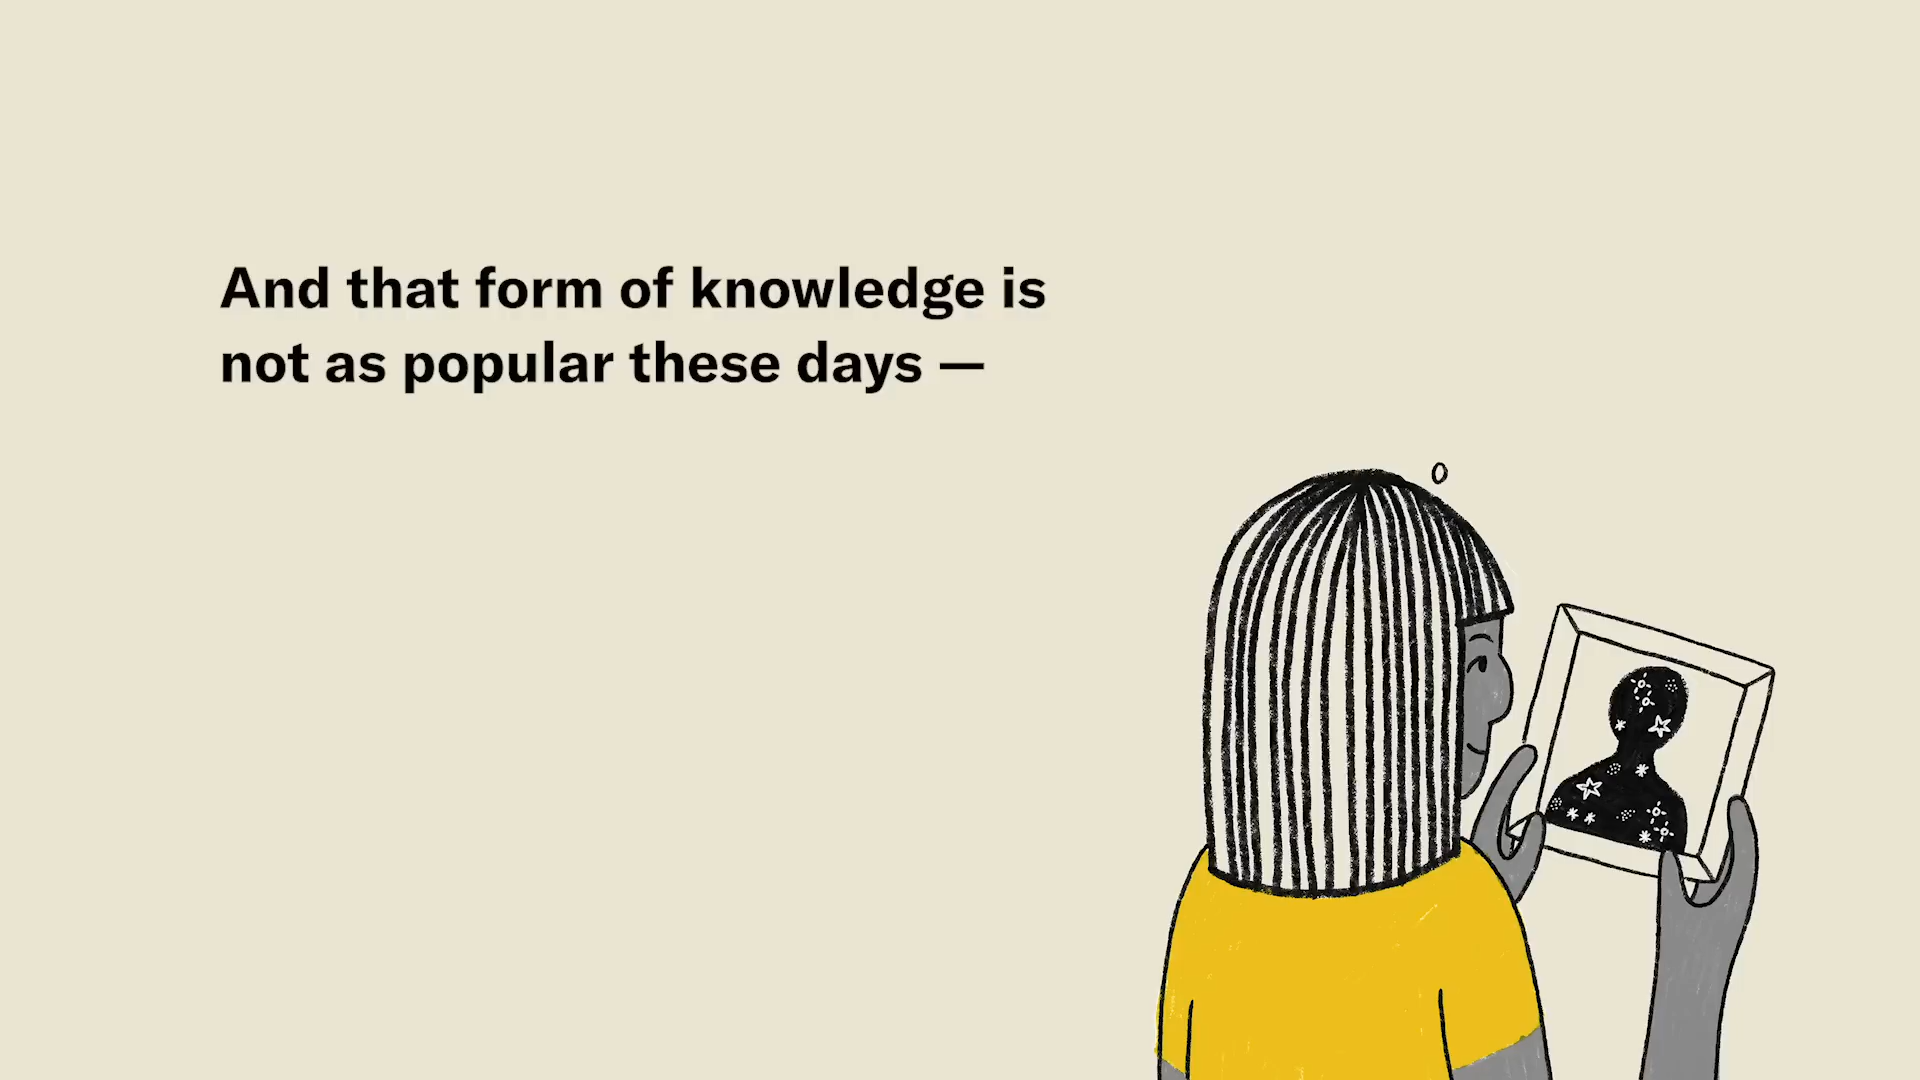 And that form of knowledge is
not as popular these days —